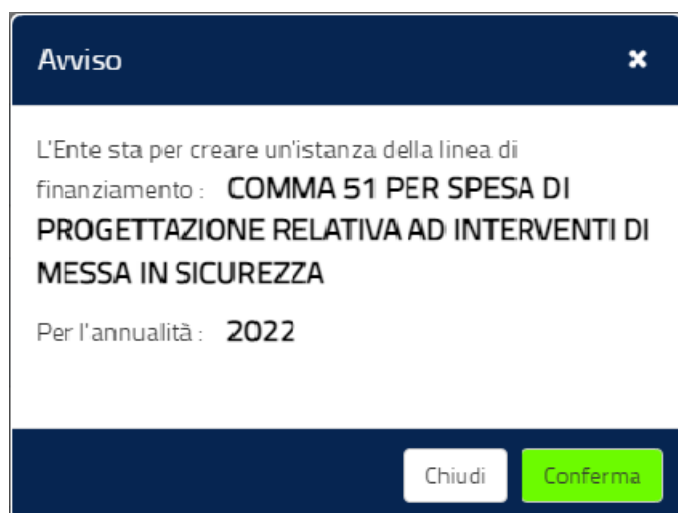 Avviso
L'Ente sta per creare un'istanza della linea di
finanziamento : COMMA 51 PER SPESA DI
PROGETTAZIONE RELATIVA AD INTERVENTI DI
MESSA IN SICUREZZA
Per l'annualità : 2022
Chiudi Conferma